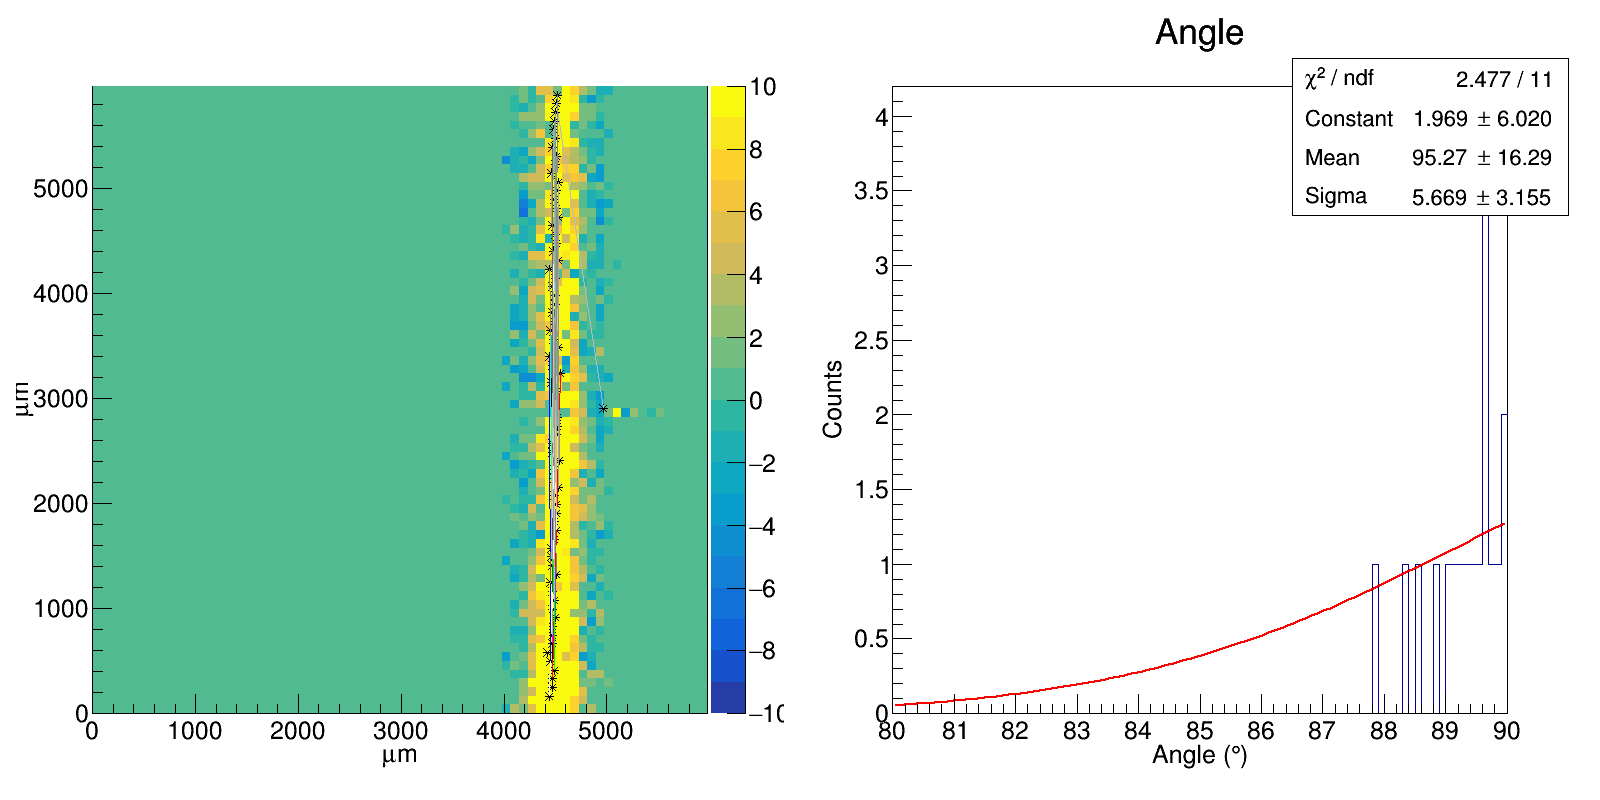 Angle
χ² / ndf 2.477 / 11
Constant 1.969 ± 6.020
Mean 95.27 ± 16.29
Sigma 5.669 ± 3.155
μm
5000
4000
3000
2000
1000
0
0 1000 2000 3000 4000 5000
μm
10
8
6
4
2
0
−2
−4
−6
−8
−10
Counts
4
3.5
3
2.5
2
1.5
1
0.5
0
80 81 82 83 84 85 86 87 88 89 90
Angle (°)